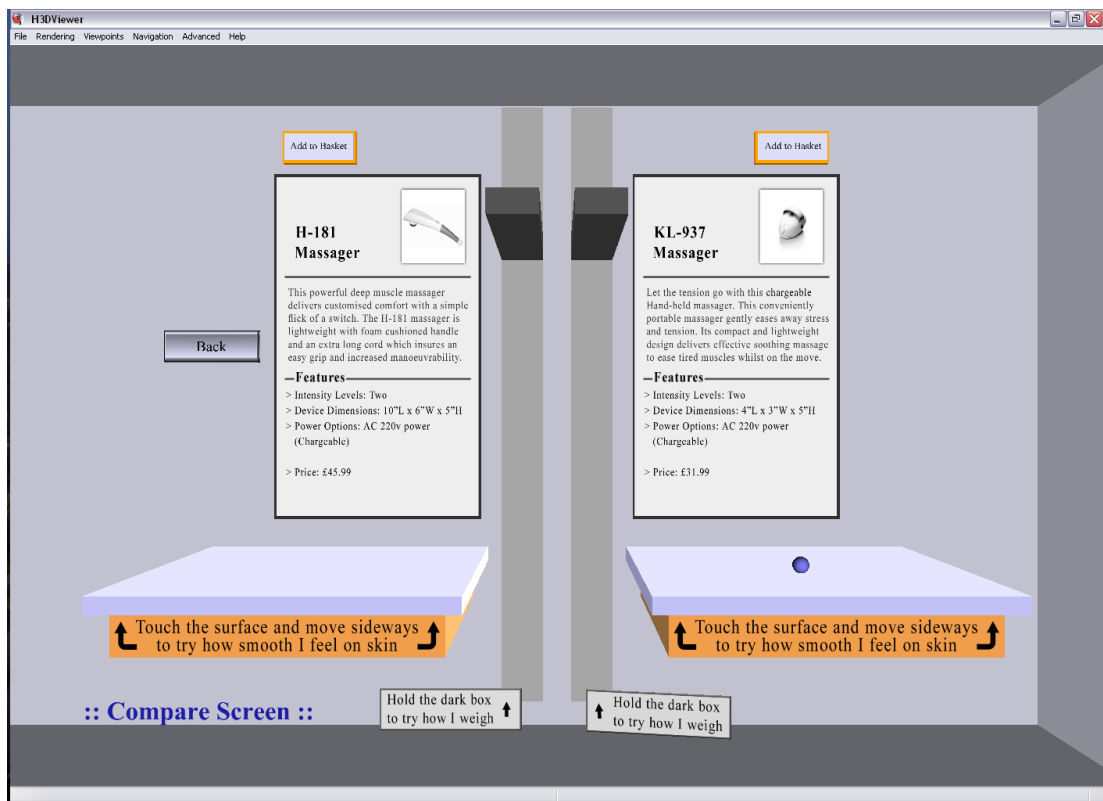 H3DViewer
File Rendering Viewpoints Navigation Advanced Help
Add to Basket
H-181
Massager
This powerful deep muscle massager
delivers customised comfort with a simple
flick of a switch. The H-181 massager is
lightweight with foam cushioned handle
and an extra long cord which insures an
easy grip and increased manoeuvrability.
Features
> Intensity Levels: Two
> Device Dimensions: 10"L x 6"W x 5"H
> Power Options: AC 220v power
(Chargeable)
> Price: £45.99
Add to Basket
KL-937
Massager
Let the tension go with this chargeable
Hand-held massager. This conveniently
portable massager gently eases away stress
and tension. Its compact and lightweight
design delivers effective soothing massage
to ease tired muscles whilst on the move.
Features
> Intensity Levels: Two
> Device Dimensions: 4"L x 3"W x 5"H
> Power Options: AC 220v power
(Chargeable)
> Price: £31.99
Back
Touch the surface and move sideways
to try how smooth I feel on skin
Touch the surface and move sideways
to try how smooth I feel on skin
:: Compare Screen ::
Hold the dark box
to try how I weigh
Hold the dark box
to try how I weigh